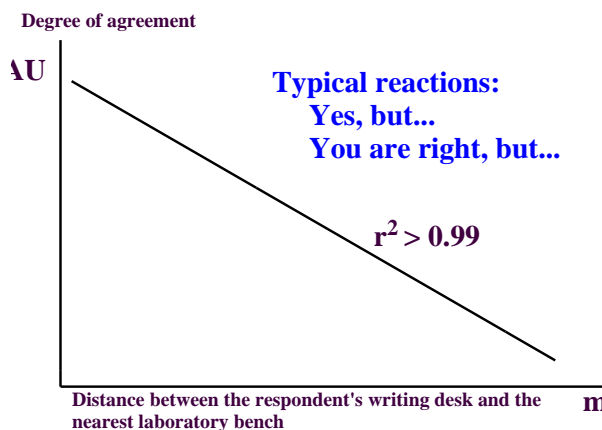 Degree of agreement
AU
Typical reactions:
Yes, but...
You are right, but...
r² > 0.99
Distance between the respondent's writing desk and the
nearest laboratory bench
m